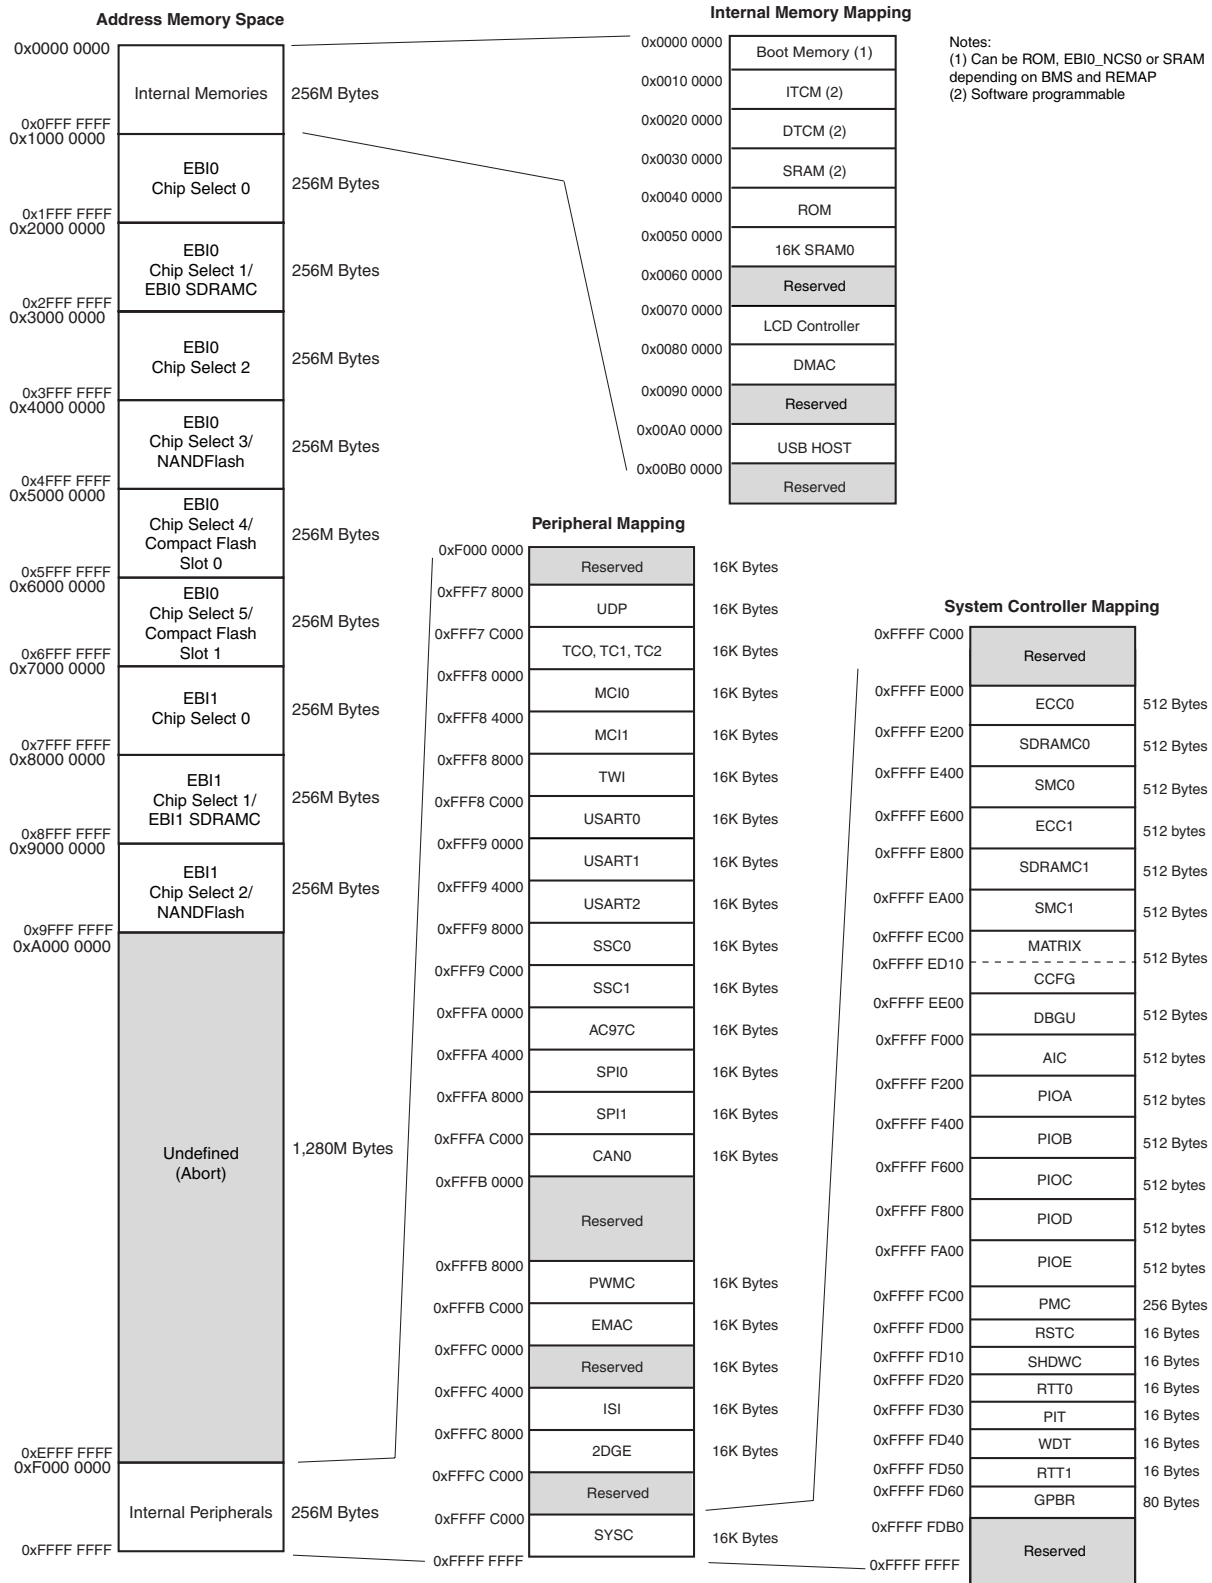 Address Memory Space
0x0000 0000
Internal Memories
256M Bytes
0x0FFF FFFF
0x1000 0000
EBI0
Chip Select 0
256M Bytes
0x1FFF FFFF
0x2000 0000
EBI0
Chip Select 1/
EBI0 SDRAMC
256M Bytes
0x2FFF FFFF
0x3000 0000
EBI0
Chip Select 2
256M Bytes
0x3FFF FFFF
0x4000 0000
EBI0
Chip Select 3/
NANDFlash
256M Bytes
0x4FFF FFFF
0x5000 0000
EBI0
Chip Select 4/
Compact Flash
Slot 0
256M Bytes
0x5FFF FFFF
0x6000 0000
EBI0
Chip Select 5/
Compact Flash
Slot 1
256M Bytes
0x6FFF FFFF
0x7000 0000
EBI1
Chip Select 0
256M Bytes
0x7FFF FFFF
0x8000 0000
EBI1
Chip Select 1/
EBI1 SDRAMC
256M Bytes
0x8FFF FFFF
0x9000 0000
EBI1
Chip Select 2/
NANDFlash
256M Bytes
0x9FFF FFFF
0xA000 0000
Undefined
(Abort)
1,280M Bytes
0xEFFF FFFF
0xF000 0000
Internal Peripherals
256M Bytes
0xFFFF FFFF
Internal Memory Mapping
0x0000 0000
Boot Memory (1)
0x0010 0000
ITCM (2)
0x0020 0000
DTCM (2)
0x0030 0000
SRAM (2)
0x0040 0000
ROM
0x0050 0000
16K SRAM0
0x0060 0000
Reserved
0x0070 0000
LCD Controller
0x0080 0000
DMAC
0x0090 0000
Reserved
0x00A0 0000
USB HOST
0x00B0 0000
Reserved
Notes:
(1) Can be ROM, EBI0_NCS0 or SRAM
depending on BMS and REMAP
(2) Software programmable
Peripheral Mapping
0xF000 0000
Reserved
16K Bytes
0xFFF7 8000
UDP
16K Bytes
0xFFF7 C000
TCO, TC1, TC2
16K Bytes
0xFFF8 0000
MCI0
16K Bytes
0xFFF8 4000
MCI1
16K Bytes
0xFFF8 8000
TWI
16K Bytes
0xFFF8 C000
USART0
16K Bytes
0xFFF9 0000
USART1
16K Bytes
0xFFF9 4000
USART2
16K Bytes
0xFFF9 8000
SSC0
16K Bytes
0xFFF9 C000
SSC1
16K Bytes
0xFFFA 0000
AC97C
16K Bytes
0xFFFA 4000
SPI0
16K Bytes
0xFFFA 8000
SPI1
16K Bytes
0xFFFA C000
CAN0
16K Bytes
0xFFFB 0000
Reserved
0xFFFB 8000
PWMC
16K Bytes
0xFFFB C000
EMAC
16K Bytes
0xFFFC 0000
Reserved
16K Bytes
0xFFFC 4000
ISI
16K Bytes
0xFFFC 8000
2DGE
16K Bytes
0xFFFC C000
Reserved
0xFFFF C000
SYSC
16K Bytes
0xFFFF FFFF
System Controller Mapping
0xFFFF C000
Reserved
0xFFFF E000
ECC0
512 Bytes
0xFFFF E200
SDRAMC0
512 Bytes
0xFFFF E400
SMC0
512 Bytes
0xFFFF E600
ECC1
512 bytes
0xFFFF E800
SDRAMC1
512 Bytes
0xFFFF EA00
SMC1
512 Bytes
0xFFFF EC00
MATRIX
512 Bytes
0xFFFF ED10
CCFG
0xFFFF EE00
DBGU
512 Bytes
0xFFFF F000
AIC
512 bytes
0xFFFF F200
PIOA
512 bytes
0xFFFF F400
PIOB
512 Bytes
0xFFFF F600
PIOC
512 bytes
0xFFFF F800
PIOD
512 bytes
0xFFFF FA00
PIOE
512 bytes
0xFFFF FC00
PMC
256 Bytes
0xFFFF FD00
RSTC
16 Bytes
0xFFFF FD10
SHDWC
16 Bytes
0xFFFF FD20
RTT0
16 Bytes
0xFFFF FD30
PIT
16 Bytes
0xFFFF FD40
WDT
16 Bytes
0xFFFF FD50
RTT1
16 Bytes
0xFFFF FD60
GPBR
80 Bytes
0xFFFF FDB0
Reserved
0xFFFF FFFF